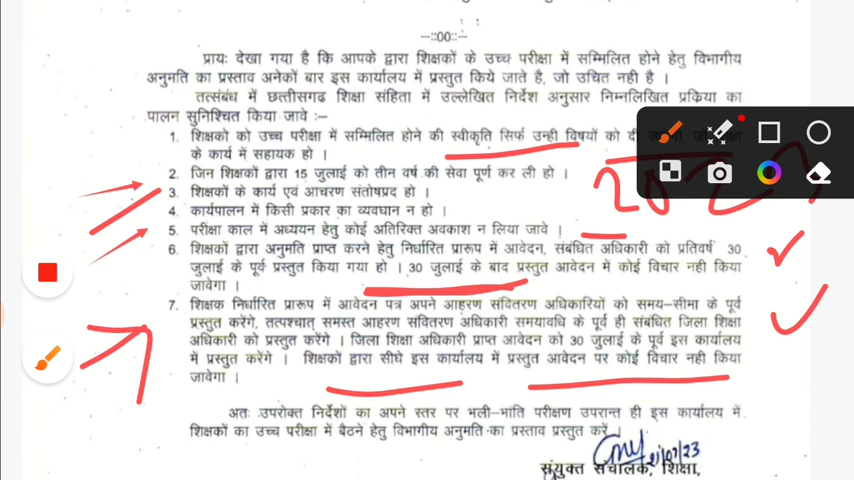 —::00::—
प्रायः देखा गया है कि आपके द्वारा शिक्षकों के उच्च परीक्षा में सम्मिलित होने हेतु विभागीय
अनुमति का प्रस्ताव अनेकों बार इस कार्यालय में प्रस्तुत किये जाते है, जो उचित नही है ।
तत्संबंध में छत्तीसगढ शिक्षा संहिता में उल्लेखित निर्देश अनुसार निम्नलिखित प्रक्रिया का
पालन सुनिश्चित किया जावे :–
1. शिक्षको को उच्च परीक्षा में सम्मिलित होने की स्वीकृति सिर्फ उन्ही विषयों को दी
के कार्य में सहायक हो ।
2. जिन शिक्षकों द्वारा 15 जुलाई को तीन वर्ष की सेवा पूर्ण कर ली हो ।
3. शिक्षकों के कार्य एवं आचरण संतोषप्रद हो ।
4. कार्यपालन में किसी प्रकार का व्यवधान न हो ।
5. परीक्षा काल में अध्ययन हेतु कोई अतिरिक्त अवकाश न लिया जावे ।
6. शिक्षकों द्वारा अनुमति प्राप्त करने हेतु निर्धारित प्रारूप में आवेदन, संबंधित अधिकारी को प्रतिवर्ष 30
जुलाई के पूर्व प्रस्तुत किया गया हो । 30 जुलाई के बाद प्रस्तुत आवेदन में कोई विचार नही किया
जावेगा ।
7. शिक्षक निर्धारित प्रारूप में आवेदन पत्र अपने आहरण संवितरण अधिकारियों को समय-सीमा के पूर्व
प्रस्तुत करेंगे, तत्पश्चात् समस्त आहरण संवितरण अधिकारी समयावधि के पूर्व ही संबंधित जिला शिक्षा
अधिकारी को प्रस्तुत करेंगे । जिला शिक्षा अधिकारी प्राप्त आवेदन को 30 जुलाई के पूर्व इस कार्यालय
में प्रस्तुत करेंगे । शिक्षकों द्वारा सीधे इस कार्यालय में प्रस्तुत आवेदन पर कोई विचार नही किया
जावेगा ।
अतः उपरोक्त निर्देशों का अपने स्तर पर भली-भांति परीक्षण उपरान्त ही इस कार्यालय में
शिक्षकों का उच्च परीक्षा में बैठने हेतु विभागीय अनुमति का प्रस्ताव प्रस्तुत करें ।
संयुक्त संचालक, शिक्षा,